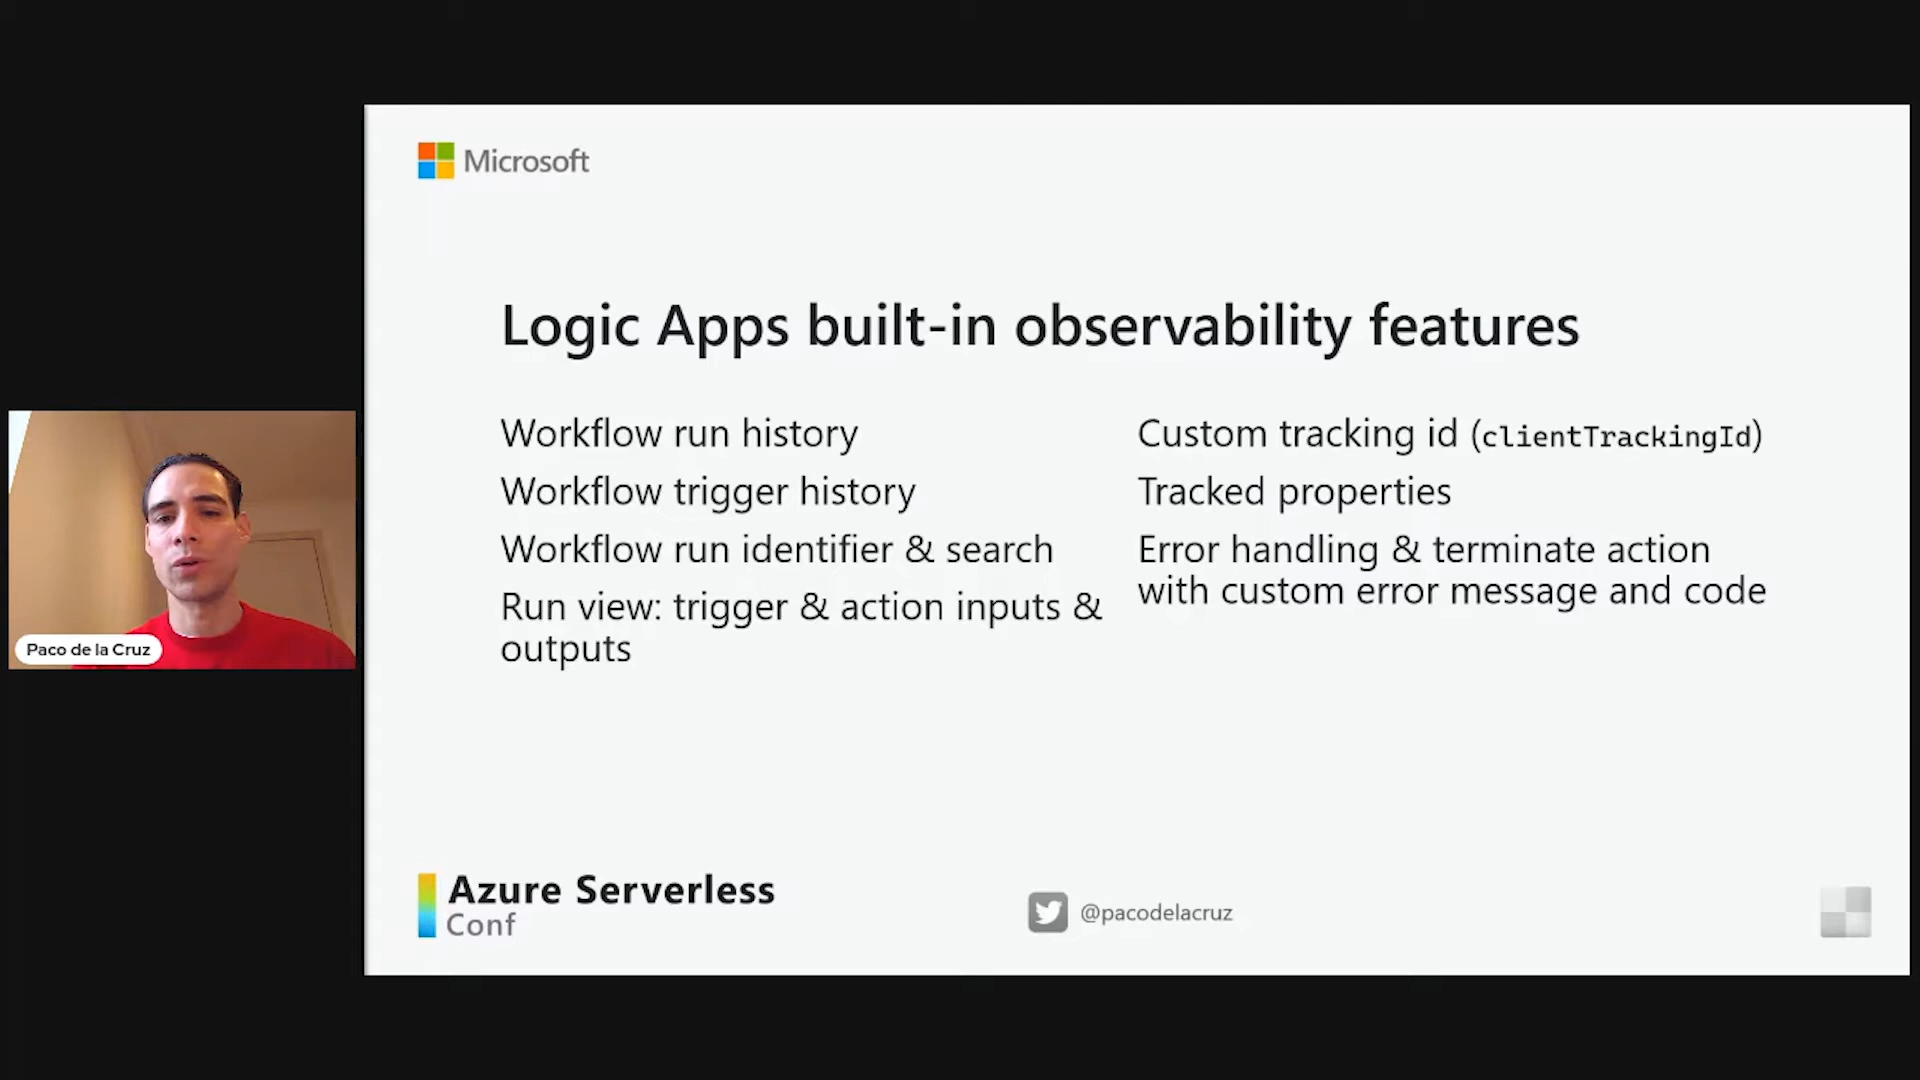 Microsoft
Logic Apps built-in observability features
Workflow run history
Workflow trigger history
Workflow run identifier & search
Run view: trigger & action inputs &
outputs
Custom tracking id (clientTrackingId)
Tracked properties
Error handling & terminate action
with custom error message and code
Paco de la Cruz
Azure Serverless
Conf
@pacodelacruz